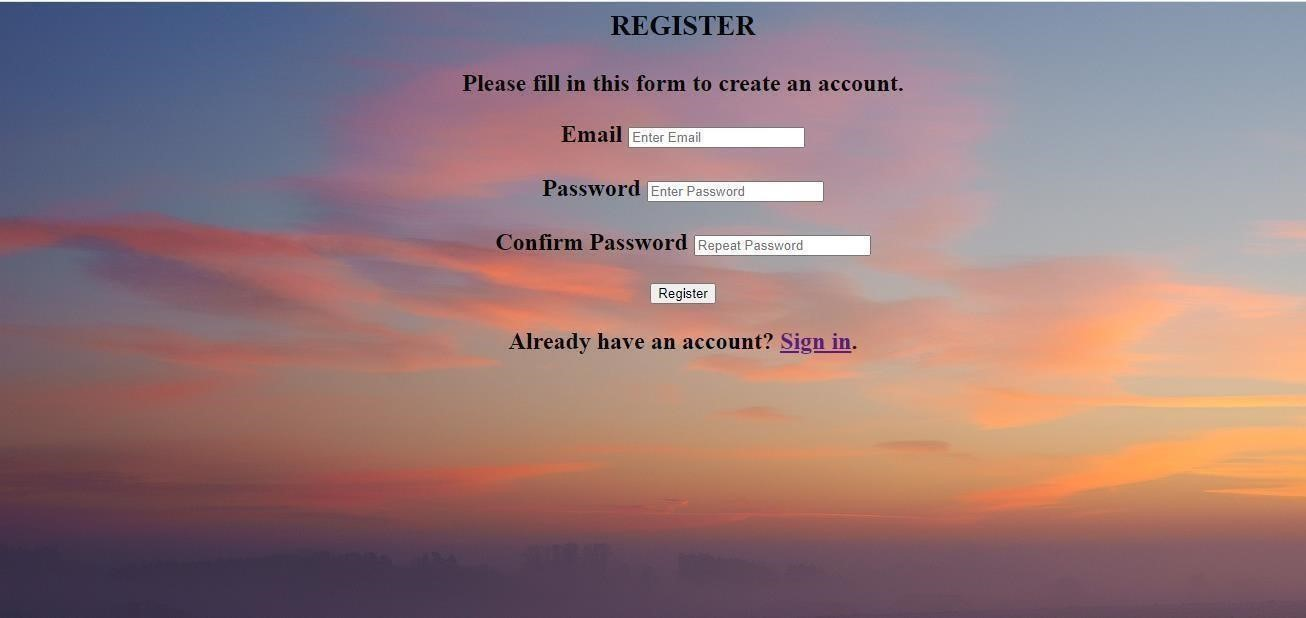 REGISTER
Please fill in this form to create an account.
Email Enter Email
Password Enter Password
Confirm Password Repeat Password
Register
Already have an account? Sign in.